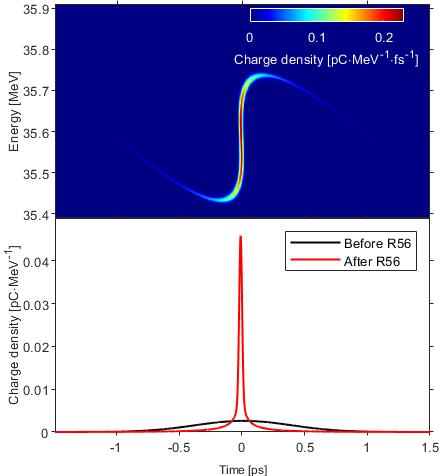 35.9
0 0.1 0.2
Charge density [pC·MeV⁻¹·fs⁻¹]
35.8
35.7
35.6
35.5
35.4
Energy [MeV]
Before R56
After R56
0.04
0.03
0.02
0.01
0
Charge density [pC·MeV⁻¹]
-1 -0.5 0 0.5 1 1.5
Time [ps]